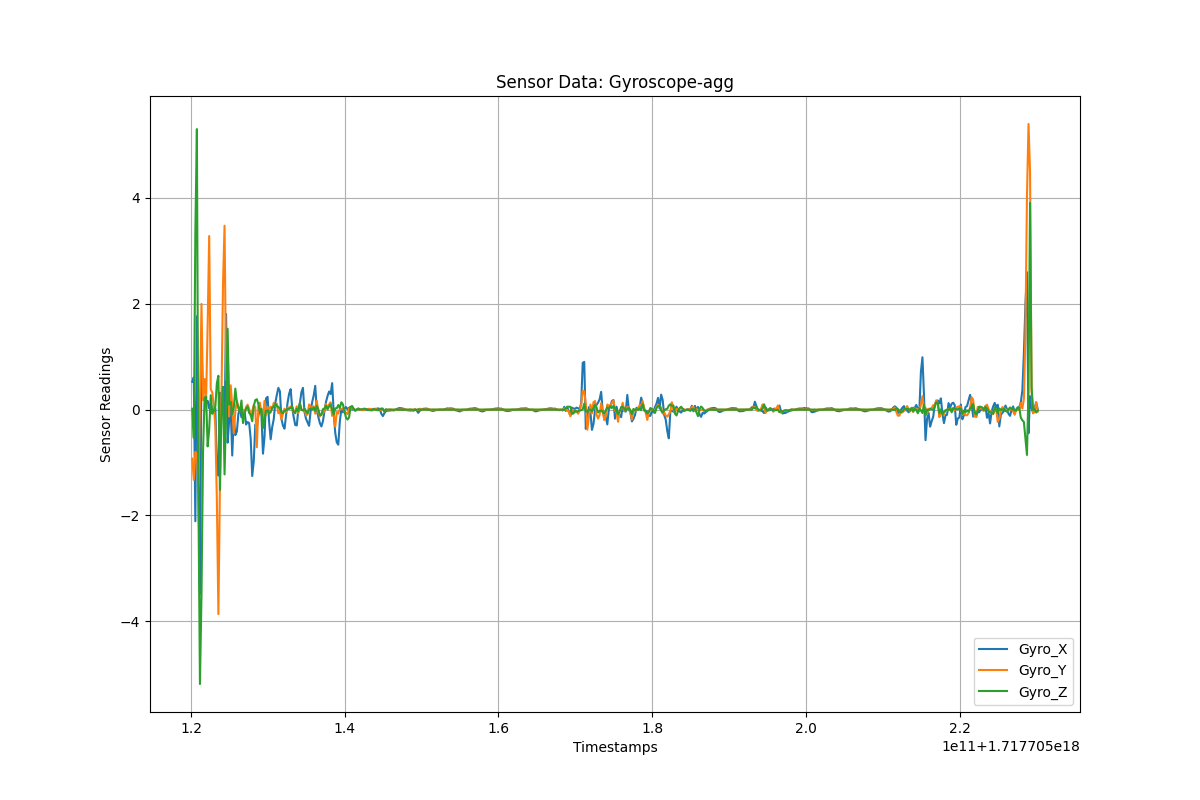 Sensor Data: Gyroscope-agg
Sensor Readings
4
2
0
−2
−4
Gyro_X
Gyro_Y
Gyro_Z
1.2 1.4 1.6 1.8 2.0 2.2
Timestamps
1e11+1.717705e18